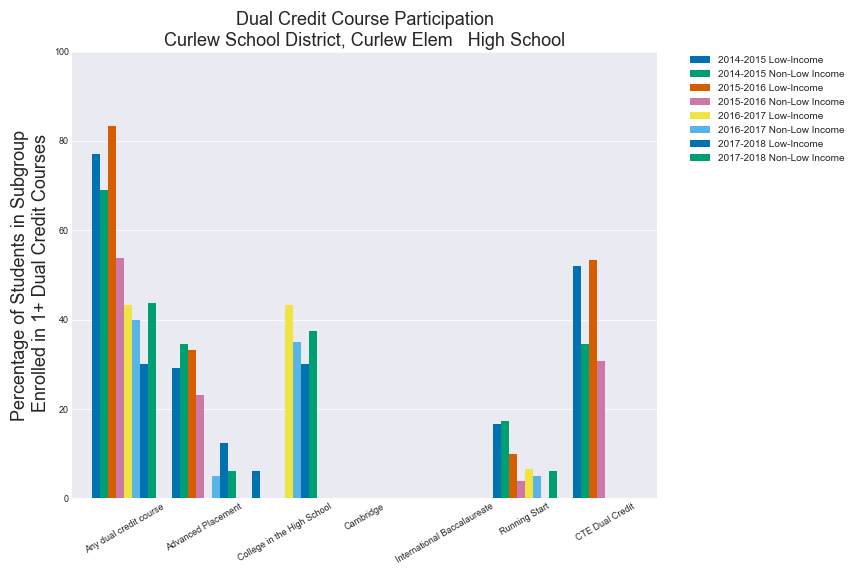 Dual Credit Course Participation
Curlew School District, Curlew Elem   High School
Percentage of Students in Subgroup
Enrolled in 1+ Dual Credit Courses
100
80
60
40
20
0
Any dual credit course
Advanced Placement
College in the High School
Cambridge
International Baccalaureate
Running Start
CTE Dual Credit
2014-2015 Low-Income
2014-2015 Non-Low Income
2015-2016 Low-Income
2015-2016 Non-Low Income
2016-2017 Low-Income
2016-2017 Non-Low Income
2017-2018 Low-Income
2017-2018 Non-Low Income